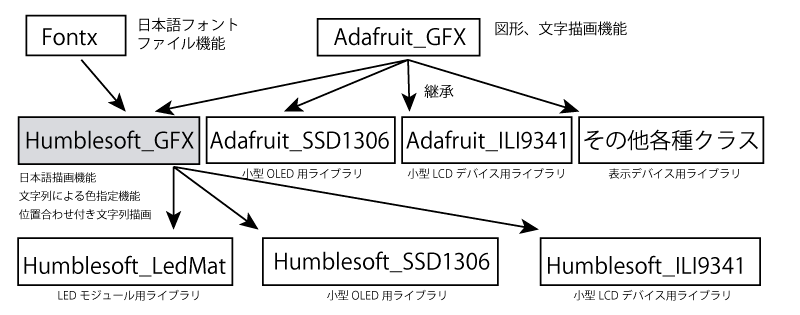 Fontx
日本語フォント
ファイル機能
Adafruit_GFX
図形、文字描画機能
継承
Humblesoft_GFX
Adafruit_SSD1306
Adafruit_ILI9341
その他各種クラス
日本語描画機能
文字列による色指定機能
位置合わせ付き文字列描画
小型 OLED 用ライブラリ
小型 LCD デバイス用ライブラリ
表示デバイス用ライブラリ
Humblesoft_LedMat
Humblesoft_SSD1306
Humblesoft_ILI9341
LED モジュール用ライブラリ
小型 OLED 用ライブラリ
小型 LCD デバイス用ライブラリ